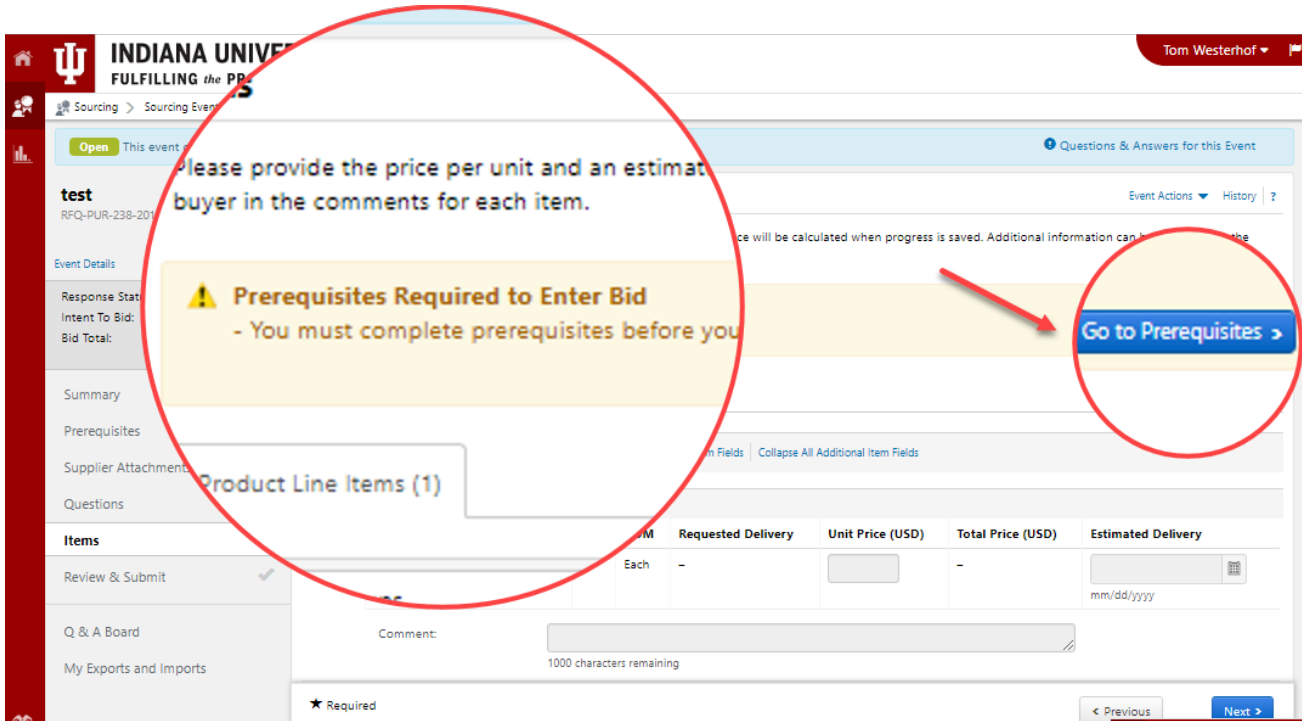 INDIANA
FULFILLING the
Tom Westerhof
Sourcing > Sourcing
Open This event
Questions & Answers for this Event
Please provide the price per unit and an
buyer in the comments for each item.
test
RFQ-PUR-238-201
Event Actions History ?
will be calculated when progress is saved. Additional information can
the
Event Details
Prerequisites Required to Enter Bid
- You must complete prerequisites before you
Go to Prerequisites >
Response
Intent To Bid:
Bid Total:
Summary
Prerequisites
Supplier Attachments
Questions
Items
Review & Submit
Q & A Board
My Exports and Imports
Fields Collapse All Additional Item Fields
Product Line Items (1)
Requested Delivery Unit Price (USD) Total Price (USD) Estimated Delivery
Each – –
mm/dd/yyyy
Comment:
1000 characters remaining
★ Required
< Previous Next >